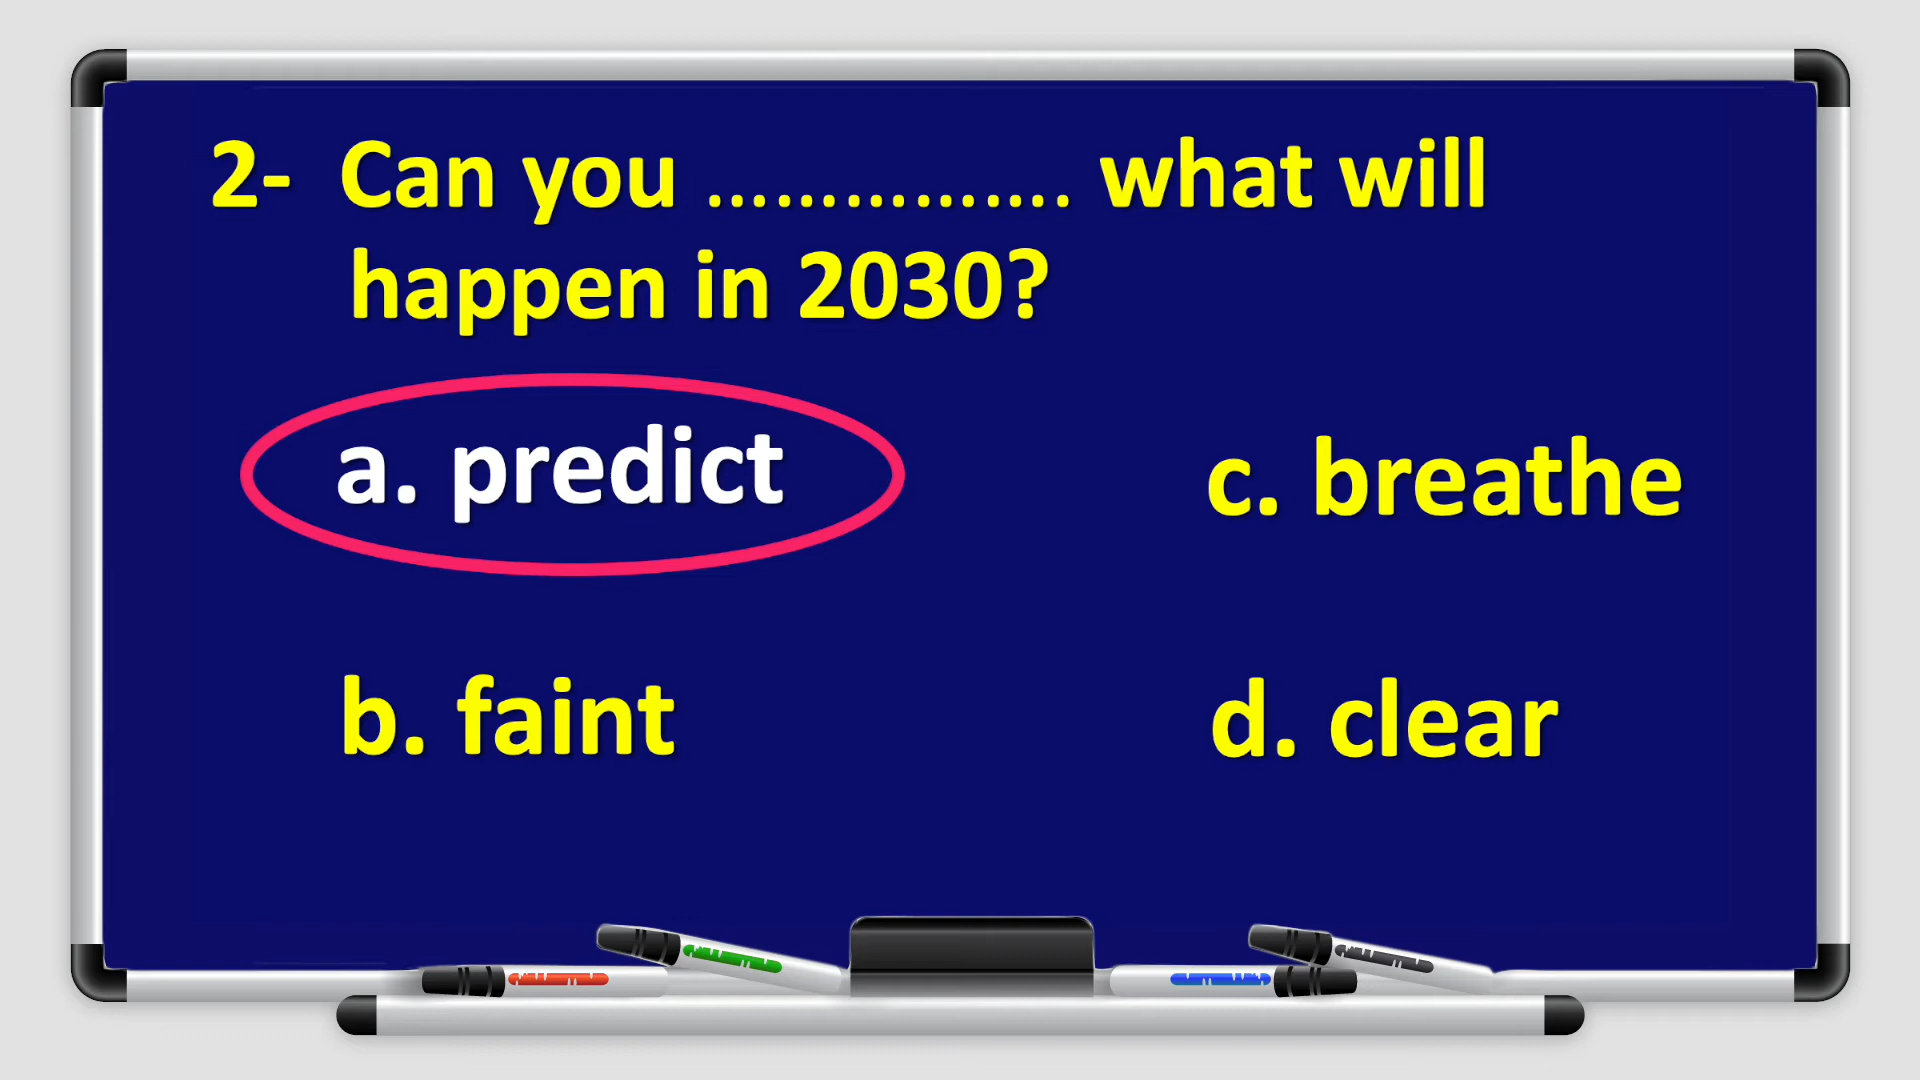 2- Can you ................ what will
happen in 2030?
a. predict
c. breathe
b. faint
d. clear